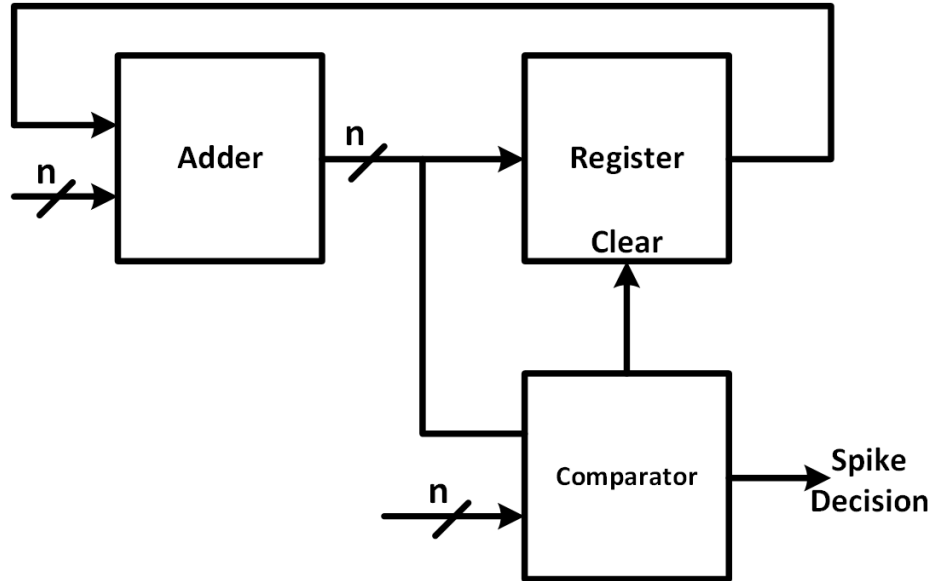 n
Adder
n
Register
Clear
n
Comparator
Spike
Decision